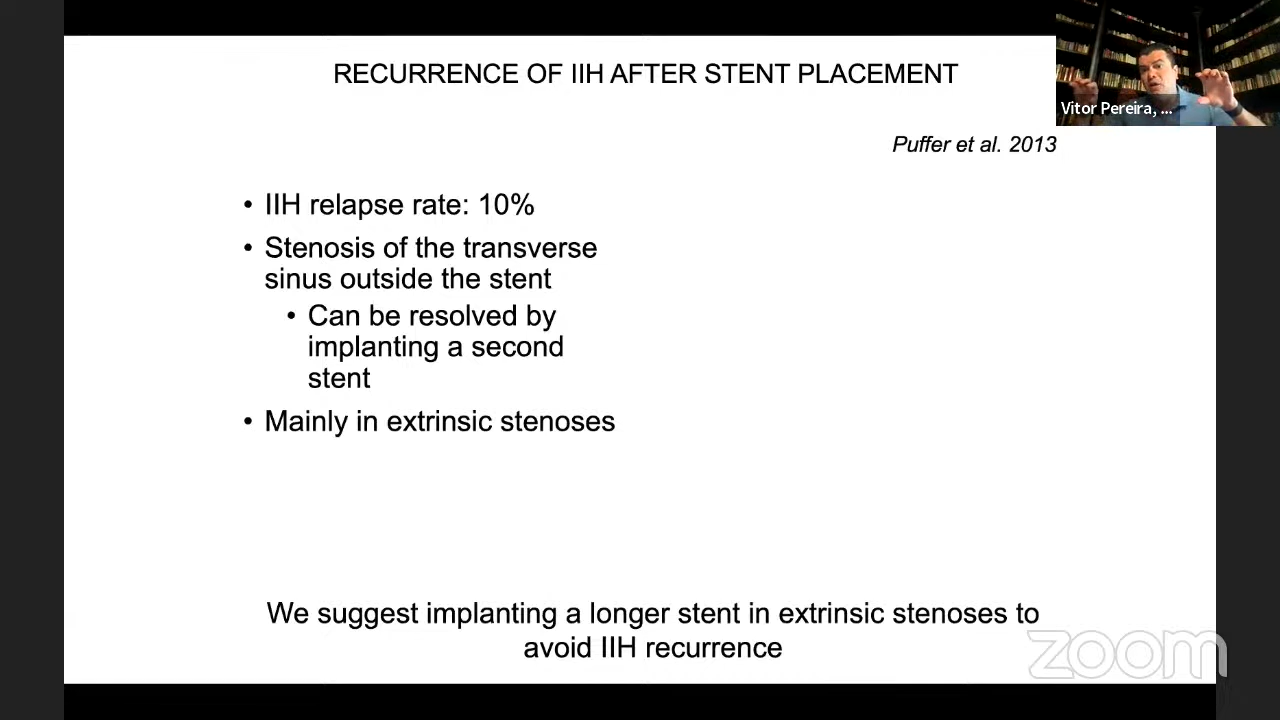 RECURRENCE OF IIH AFTER STENT PLACEMENT
Vitor Pereira, ...
Puffer et al. 2013
• IIH relapse rate: 10%
• Stenosis of the transverse
sinus outside the stent
• Can be resolved by
implanting a second
stent
• Mainly in extrinsic stenoses
We suggest implanting a longer stent in extrinsic stenoses to
avoid IIH recurrence
zoom